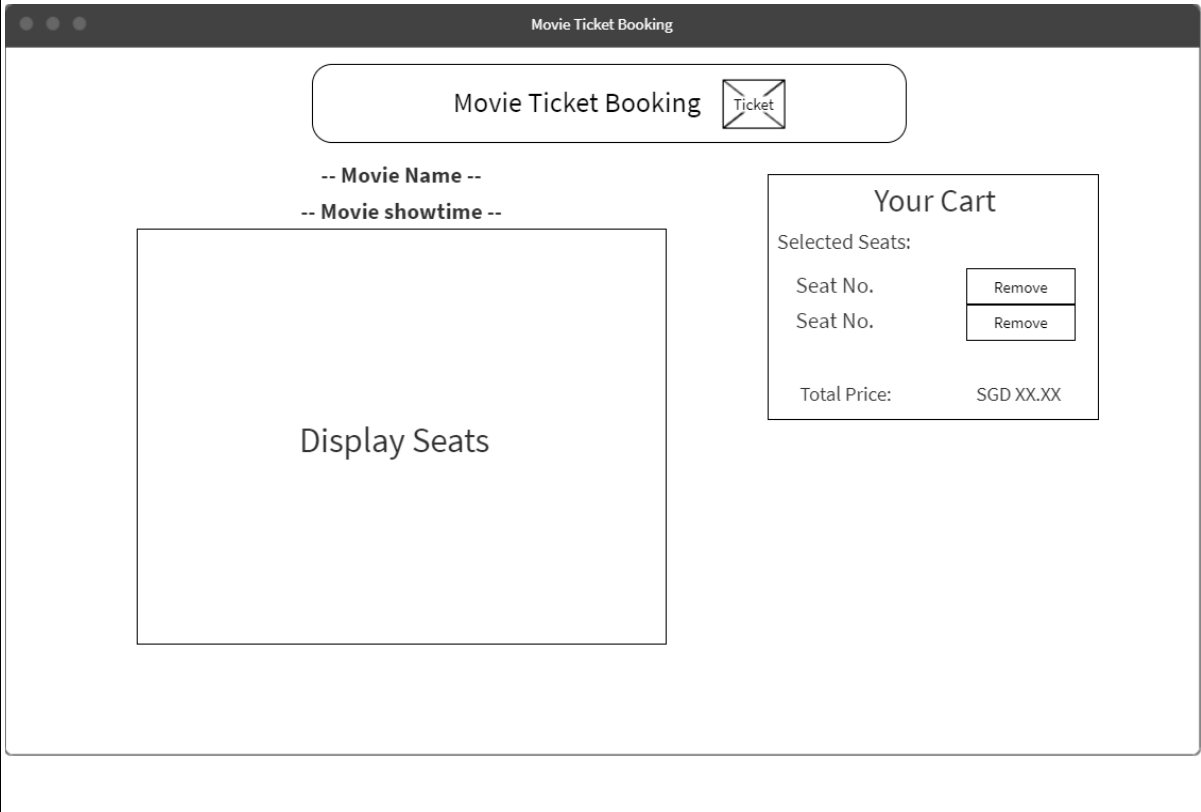 Movie Ticket Booking
Movie Ticket Booking
Ticket
-- Movie Name --
-- Movie showtime --
Display Seats
Your Cart
Selected Seats:
Seat No. Remove
Seat No. Remove
Total Price: SGD XX.XX